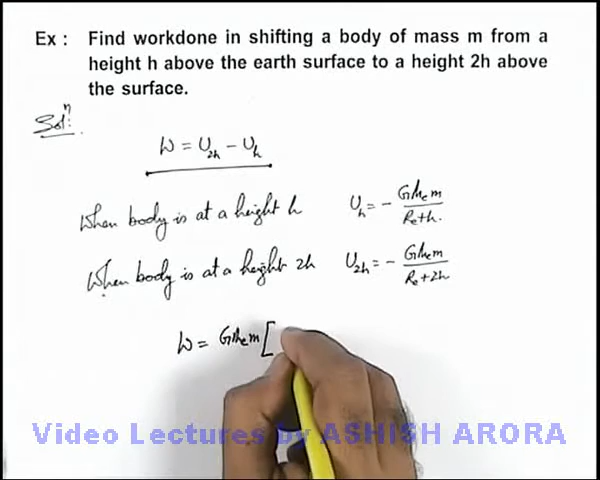 Ex : Find workdone in shifting a body of mass m from a
height h above the earth surface to a height 2h above
the surface.
Solⁿ:
W = U₂ₕ - Uₕ
When body is at a height h Uₕ = - GMₑm / Rₑ+h.
When body is at a height 2h U₂ₕ = - GMₑm / Rₑ+2h
W = GMₑm [
Video Lectures by ASHISH ARORA